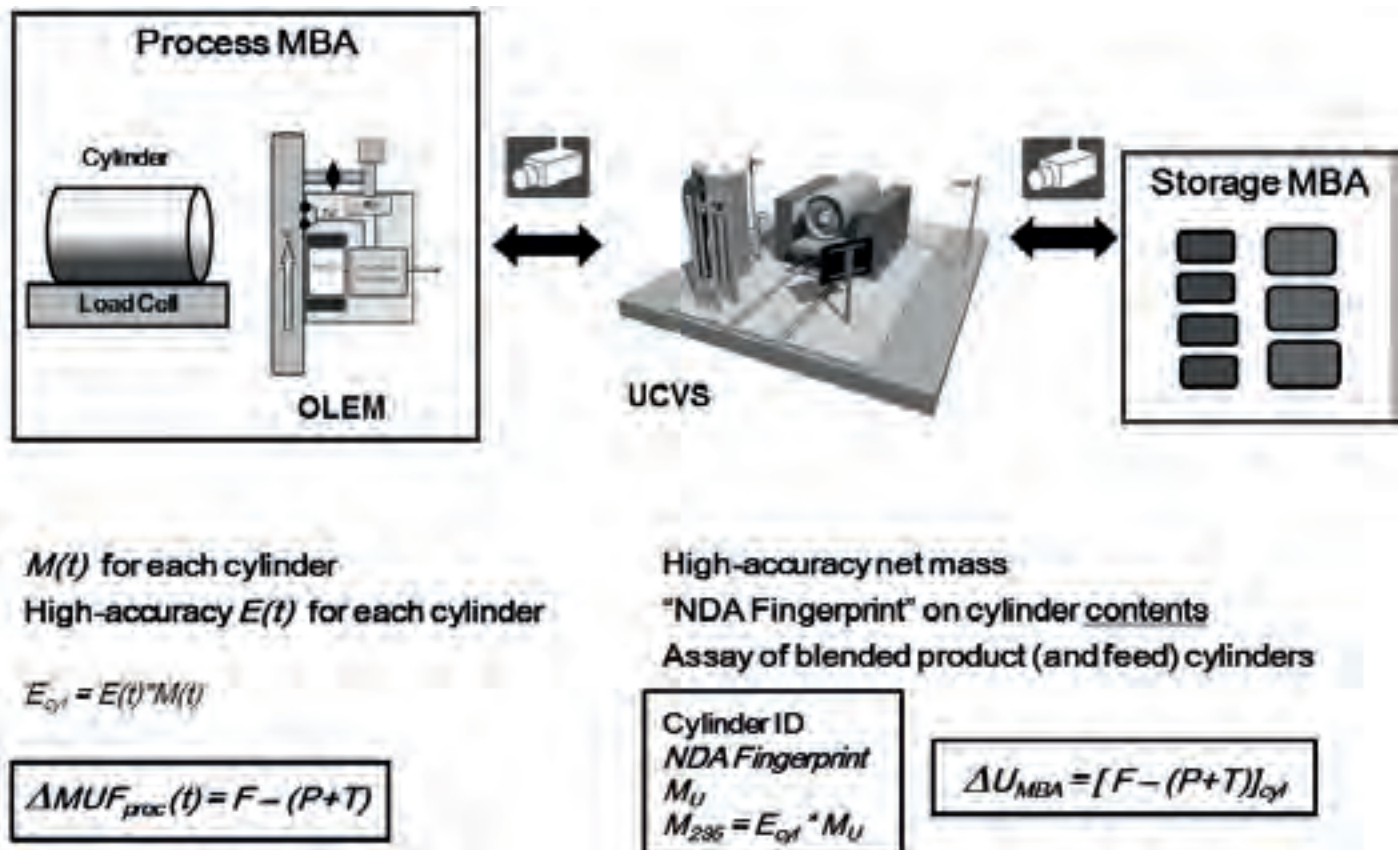 Process MBA
Cylinder
Load Cell
OLEM
UCVS
Storage MBA
M(t) for each cylinder
High-accuracy E(t) for each cylinder
E_cyl = E(t)*M(t)
ΔMUF_proc(t) = F – (P+T)
High-accuracy net mass
"NDA Fingerprint" on cylinder contents
Assay of blended product (and feed) cylinders
Cylinder ID
NDA Fingerprint
M_U
M_235 = E_cyl * M_U
ΔU_MBA = [F – (P+T)]_cyl